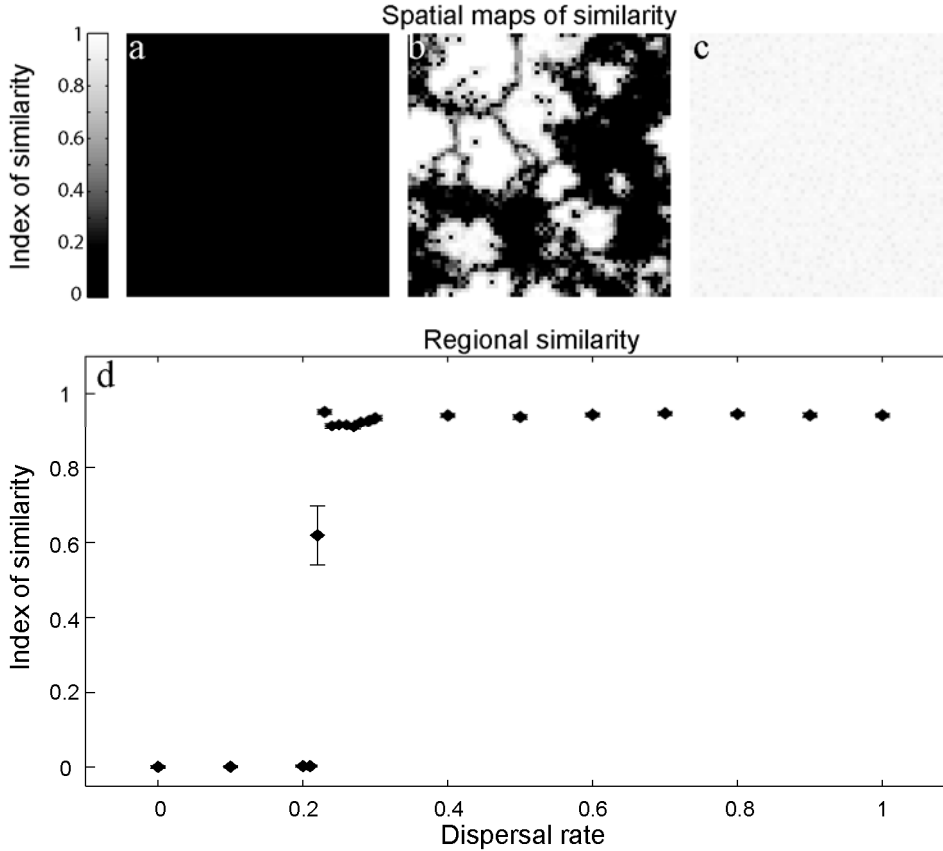 Spatial maps of similarity
Index of similarity
1
0.8
0.6
0.4
0.2
0
a
b
c
Regional similarity
d
Index of similarity
1
0.8
0.6
0.4
0.2
0
0 0.2 0.4 0.6 0.8 1
Dispersal rate